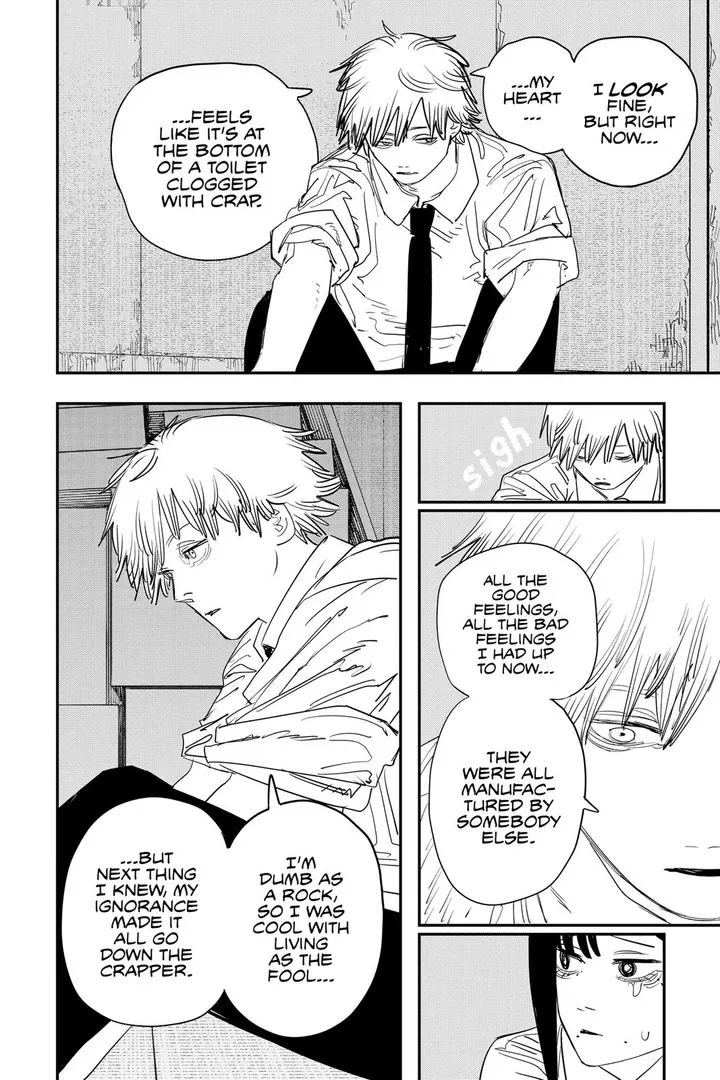 I LOOK
FINE,
BUT RIGHT
NOW...
...MY
HEART
...
...FEELS
LIKE IT'S AT
THE BOTTOM
OF A TOILET
CLOGGED
WITH CRAP.
sigh
ALL THE
GOOD
FEELINGS,
ALL THE BAD
FEELINGS
I HAD UP
TO NOW...
THEY
WERE ALL
MANUFAC-
TURED BY
SOMEBODY
ELSE.
I'M
DUMB AS
A ROCK,
SO I WAS
COOL WITH
LIVING
AS THE
FOOL...
...BUT
NEXT THING
I KNEW, MY
IGNORANCE
MADE IT
ALL GO
DOWN THE
CRAPPER.